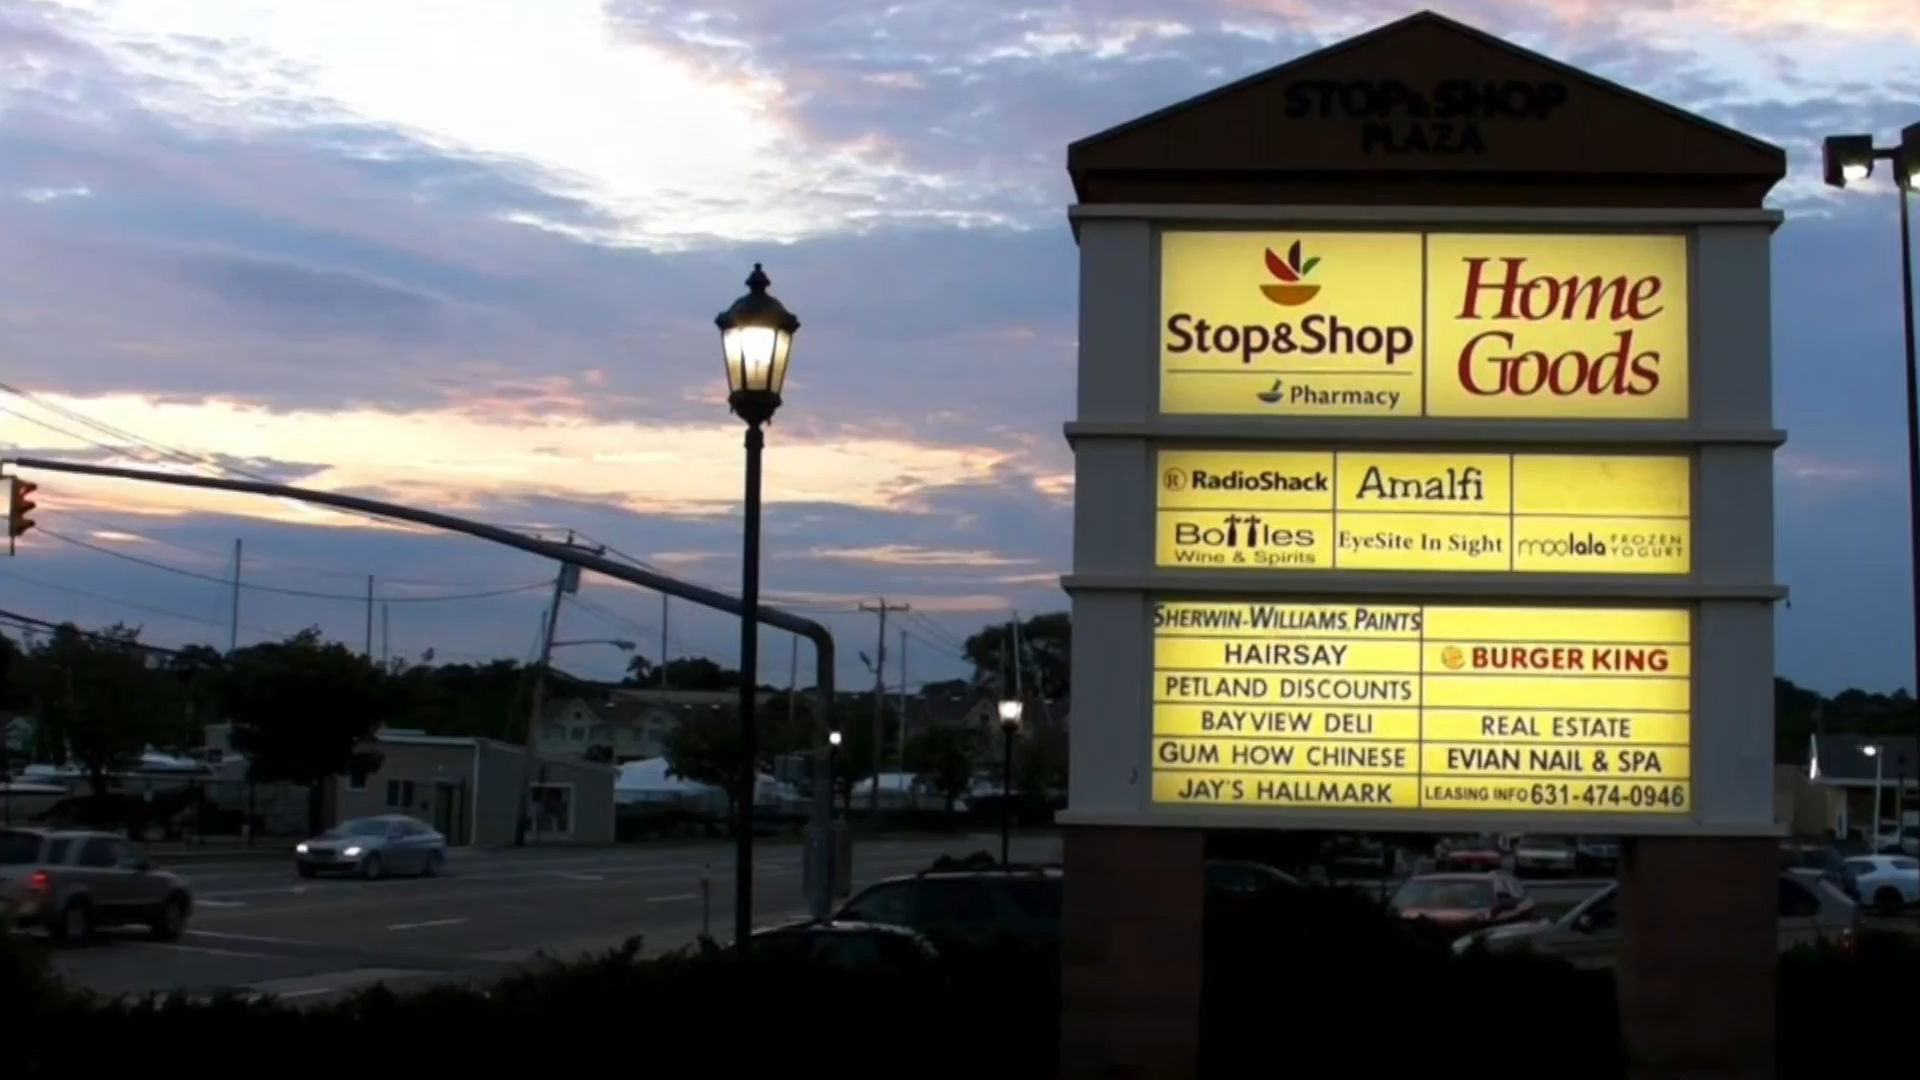 STOP & SHOP
PLAZA
Stop&Shop
Pharmacy
Home
Goods
® RadioShack
Amalfi
Bottles
Wine & Spirits
EyeSite In Sight
moolala FROZEN
YOGURT
SHERWIN-WILLIAMS PAINTS
HAIRSAY
BURGER KING
PETLAND DISCOUNTS
BAYVIEW DELI
REAL ESTATE
GUM HOW CHINESE
EVIAN NAIL & SPA
JAY'S HALLMARK
LEASING INFO 631-474-0946